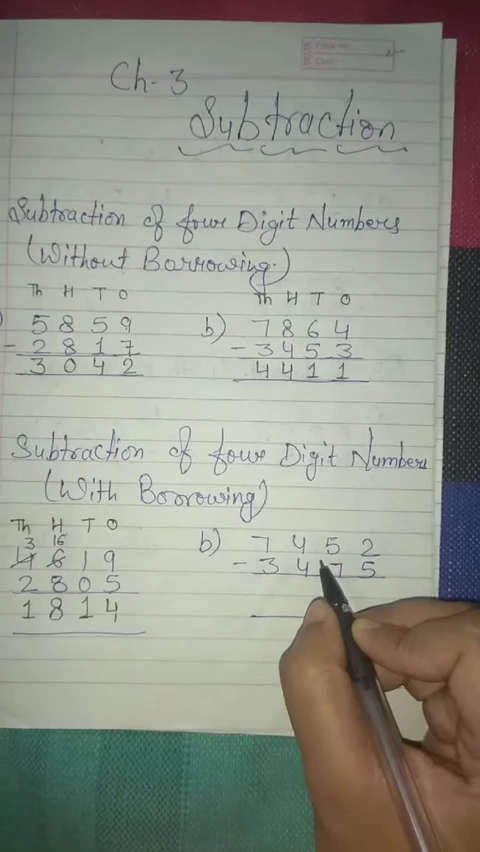 Page No.
Date:
Ch-3
Subtraction
Subtraction of four Digit Numbers
(Without Borrowing)
Th H T O
5 8 5 9
- 2 8 1 7
3 0 4 2
Th H T O
b) 7 8 6 4
- 3 4 5 3
4 4 1 1
Subtraction of four Digit Numbers
(With Borrowing)
Th H T O
3 16
4 6 1 9
2 8 0 5
1 8 1 4
b) 7 4 5 2
- 3 4 7 5